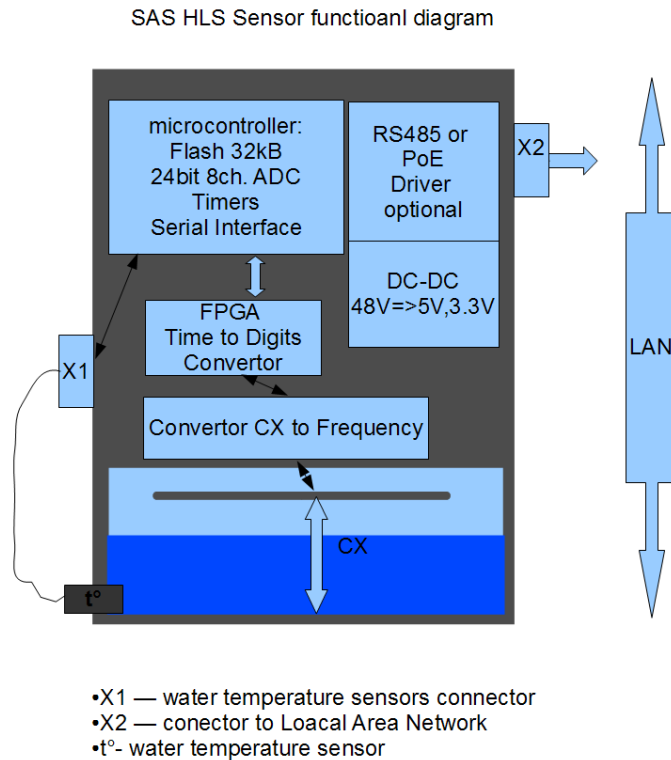 SAS HLS Sensor functioanl diagram
microcontroller:
Flash 32kB
24bit 8ch. ADC
Timers
Serial Interface
RS485 or
PoE
Driver
optional
X2
DC-DC
48V=>5V,3.3V
FPGA
Time to Digits
Convertor
X1
LAN
Convertor CX to Frequency
CX
t°
•X1 — water temperature sensors connector
•X2 — conector to Loacal Area Network
•t°- water temperature sensor